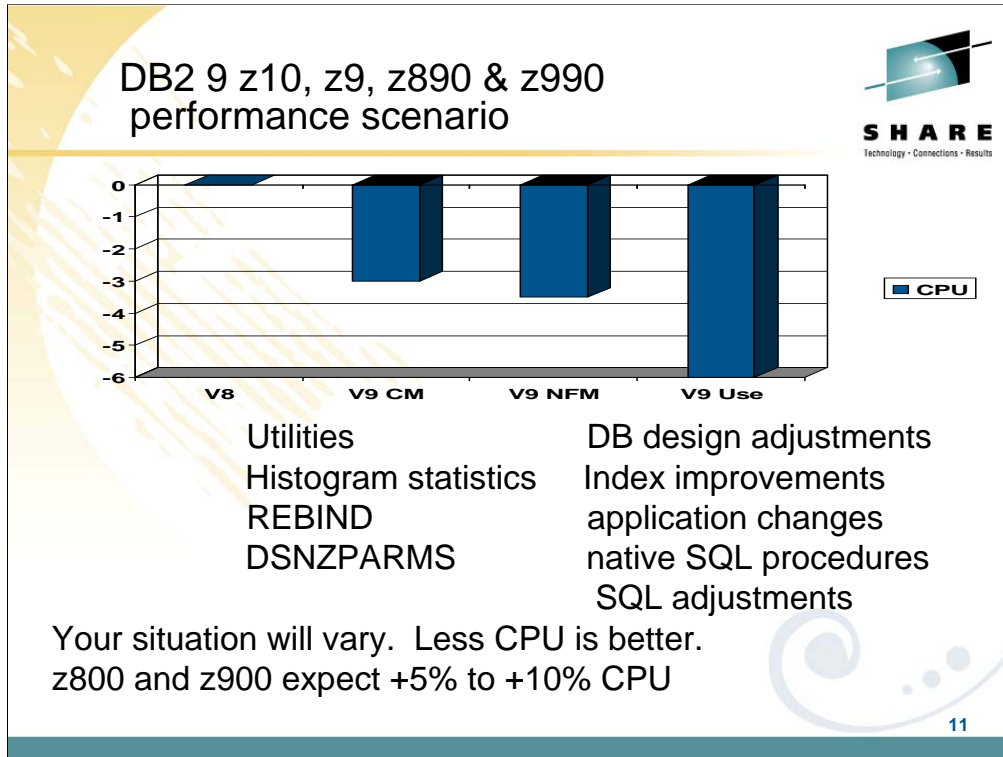 DB2 9 z10, z9, z890 & z990
performance scenario
SHARE
Technology • Connections • Results
0
-1
-2
-3
-4
-5
-6
V8
V9 CM
V9 NFM
V9 Use
CPU
Utilities
Histogram statistics
REBIND
DSNZPARMS
DB design adjustments
Index improvements
application changes
native SQL procedures
SQL adjustments
Your situation will vary. Less CPU is better.
z800 and z900 expect +5% to +10% CPU
11